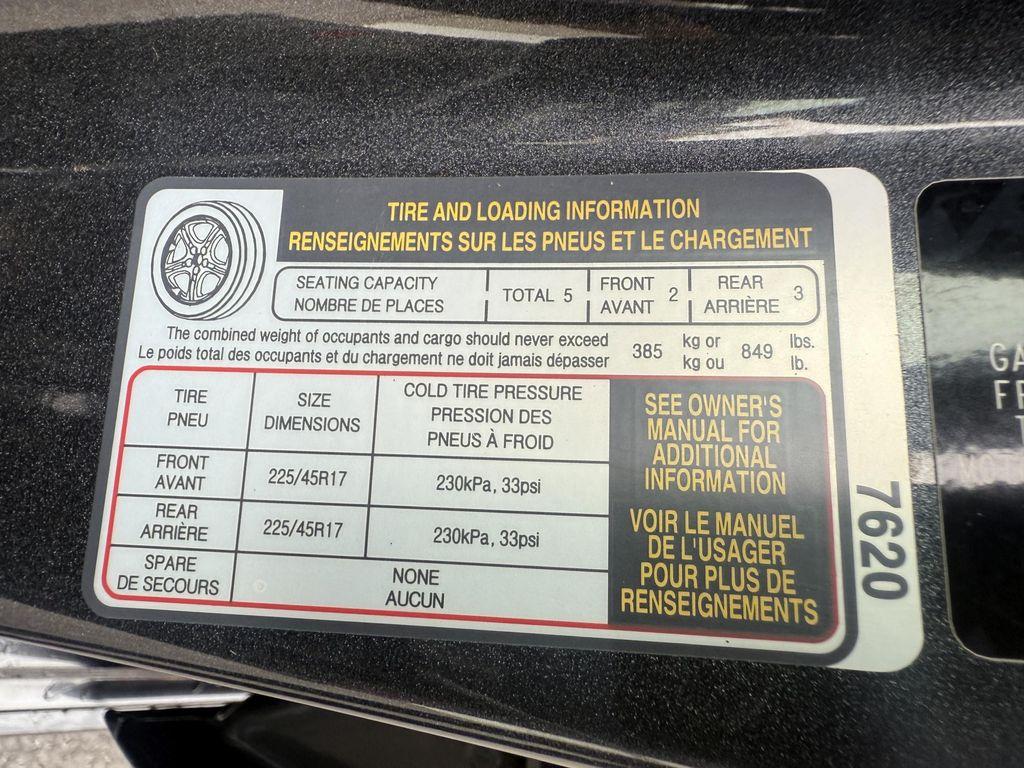 TIRE AND LOADING INFORMATION
RENSEIGNEMENTS SUR LES PNEUS ET LE CHARGEMENT
SEATING CAPACITY
NOMBRE DE PLACES
TOTAL 5
FRONT
AVANT
2
REAR
ARRIÈRE
3
The combined weight of occupants and cargo should never exceed
Le poids total des occupants et du chargement ne doit jamais dépasser
385
kg or
kg ou
849
lbs.
lb.
TIRE
PNEU
SIZE
DIMENSIONS
COLD TIRE PRESSURE
PRESSION DES
PNEUS À FROID
FRONT
AVANT
225/45R17
230kPa, 33psi
REAR
ARRIÈRE
225/45R17
230kPa, 33psi
SPARE
DE SECOURS
NONE
AUCUN
SEE OWNER'S
MANUAL FOR
ADDITIONAL
INFORMATION
VOIR LE MANUEL
DE L'USAGER
POUR PLUS DE
RENSEIGNEMENTS
7620